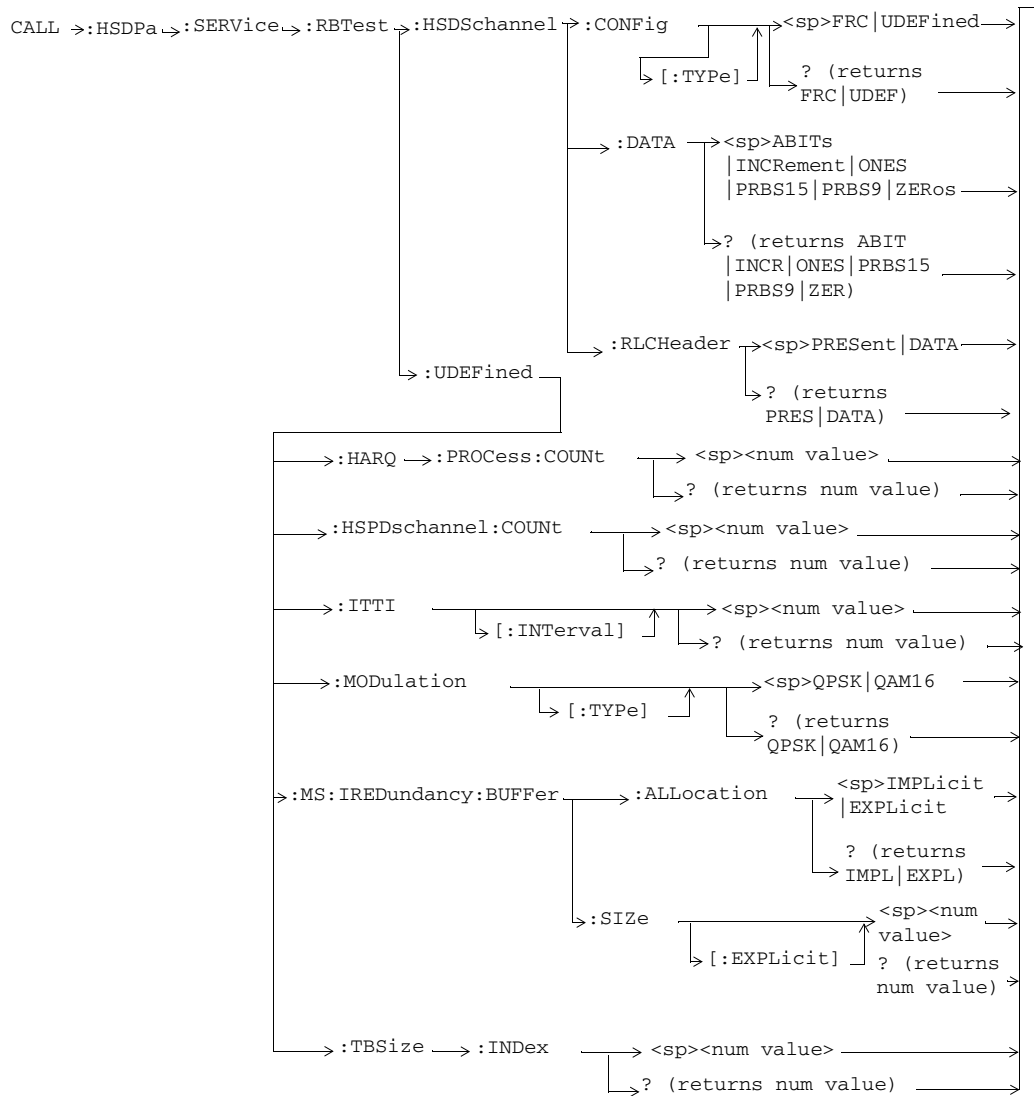 CALL :HSDPa :SERVice :RBTest :HSDSchannel :CONFig <sp>FRC|UDEFined
[:TYPe]
? (returns
FRC|UDEF)
:DATA <sp>ABITs
|INCRement|ONES
|PRBS15|PRBS9|ZERos
? (returns ABIT
|INCR|ONES|PRBS15
|PRBS9|ZER)
:RLCHeader <sp>PRESent|DATA
? (returns
PRES|DATA)
:UDEFined
:HARQ :PROCess:COUNt <sp><num value>
? (returns num value)
:HSPDschannel:COUNt <sp><num value>
? (returns num value)
:ITTI <sp><num value>
[:INTerval]
? (returns num value)
:MODulation <sp>QPSK|QAM16
[:TYPe]
? (returns
QPSK|QAM16)
:MS:IREDundancy:BUFFer :ALLocation <sp>IMPLicit
|EXPLicit
? (returns
IMPL|EXPL)
:SIZe <sp><num
value>
[:EXPLicit]
? (returns
num value)
:TBSize :INDex <sp><num value>
? (returns num value)